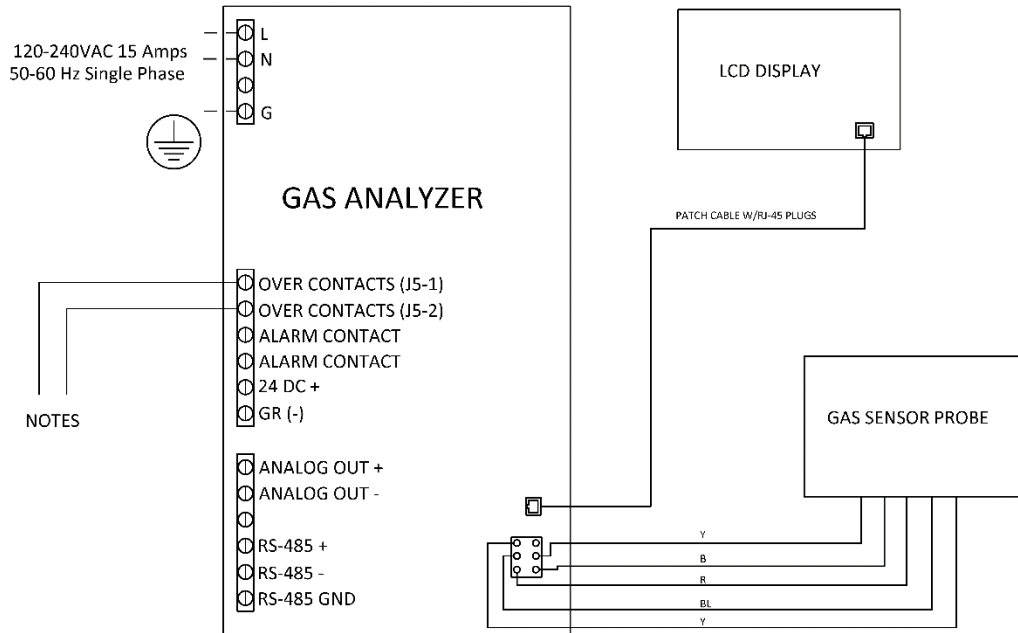 120-240VAC 15 Amps
50-60 Hz Single Phase
L
N
G
GAS ANALYZER
OVER CONTACTS (J5-1)
OVER CONTACTS (J5-2)
ALARM CONTACT
ALARM CONTACT
24 DC +
GR (-)
NOTES
ANALOG OUT +
ANALOG OUT -
RS-485 +
RS-485 -
RS-485 GND
LCD DISPLAY
PATCH CABLE W/RJ-45 PLUGS
GAS SENSOR PROBE
Y
B
R
BL
Y